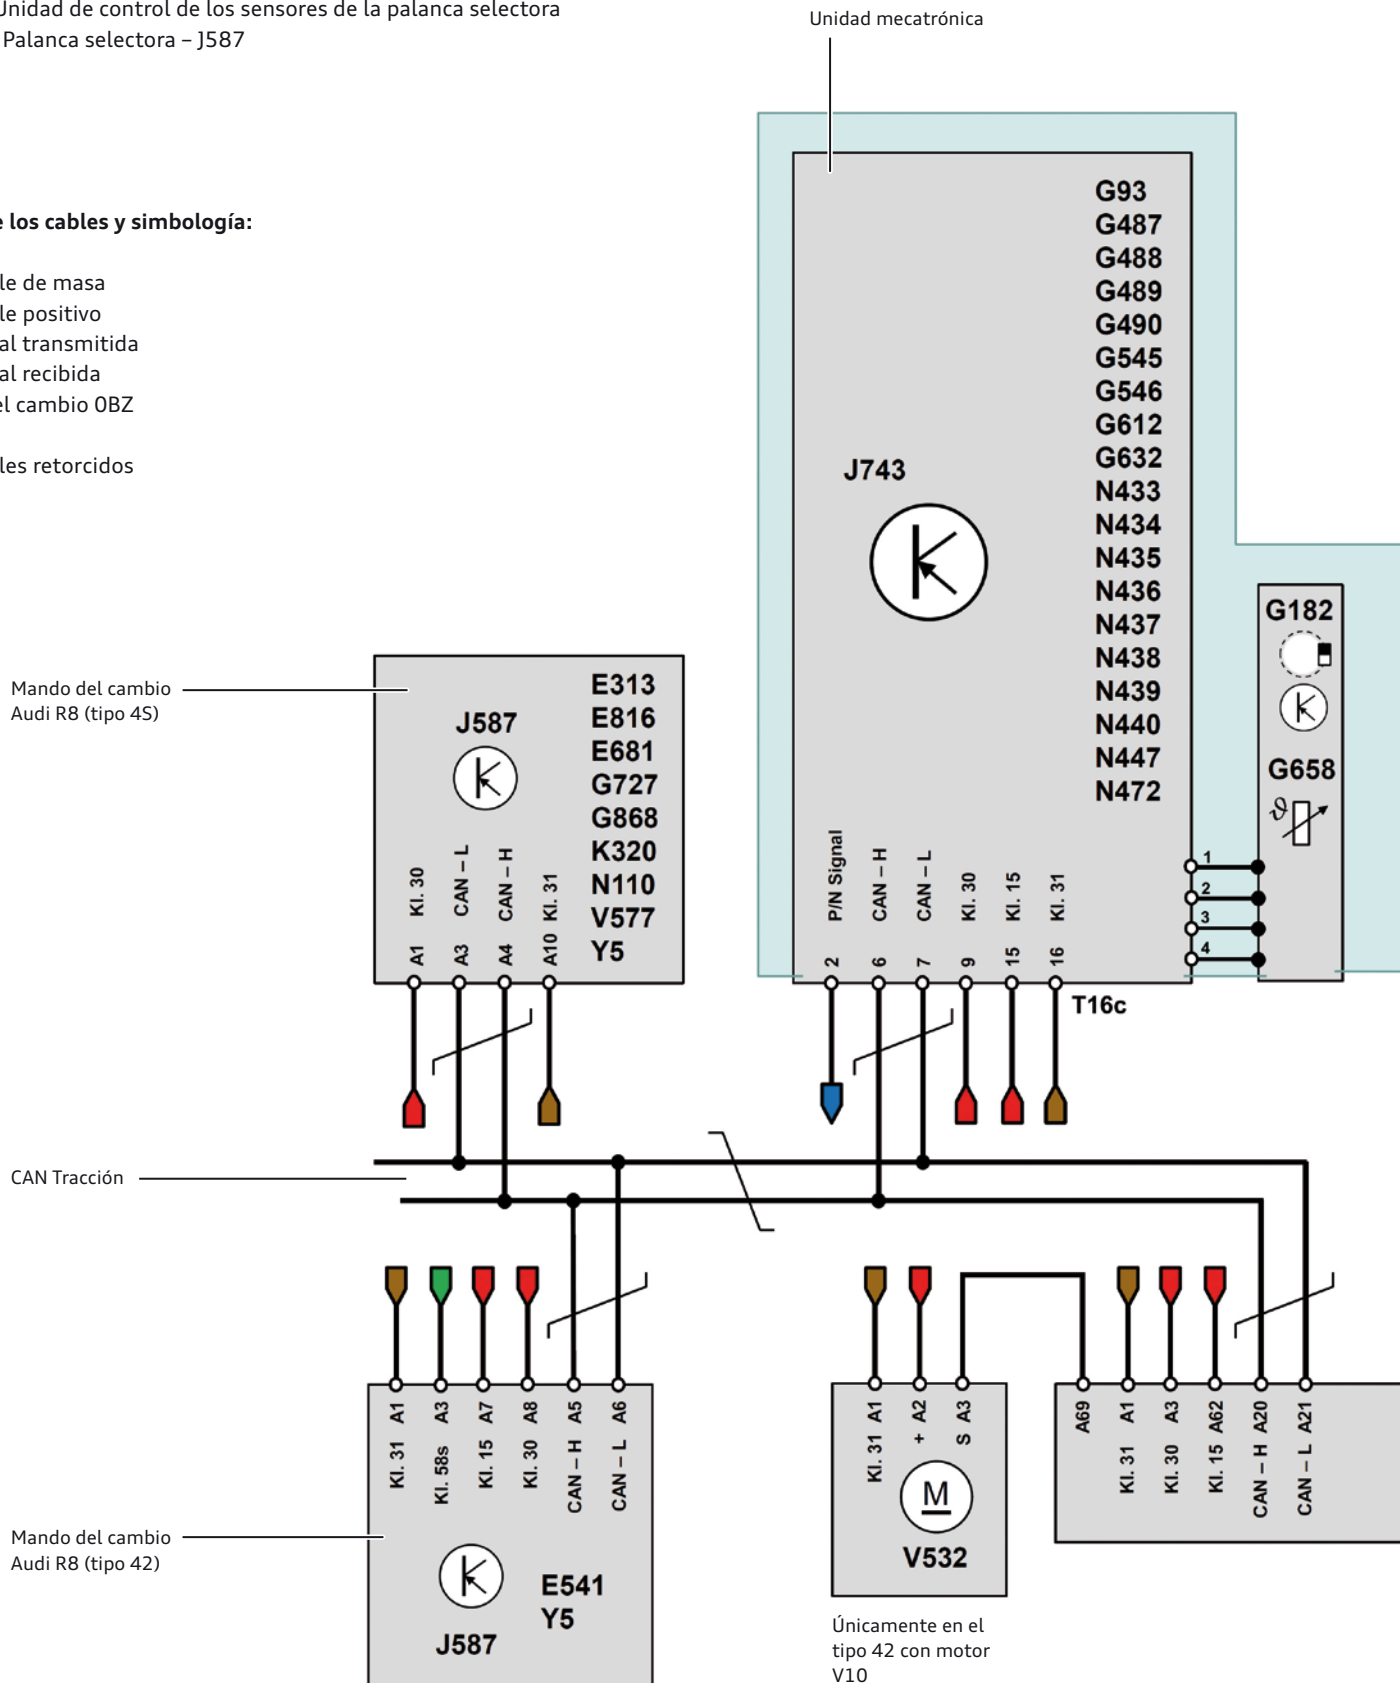 Unidad de control de los sensores de la palanca selectora
Palanca selectora – J587
Unidad mecatrónica
e los cables y simbología:
le de masa
le positivo
al transmitida
al recibida
el cambio 0BZ
les retorcidos
G93
G487
G488
G489
G490
G545
G546
G612
G632
N433
N434
N435
N436
N437
N438
N439
N440
N447
N472
J743
G182
G658
ϑ
1
2
3
4
P/N Signal
CAN – H
CAN – L
Kl. 30
Kl. 15
Kl. 31
2
6
7
9
15
16
T16c
Mando del cambio
Audi R8 (tipo 4S)
J587
E313
E816
E681
G727
G868
K320
N110
V577
Y5
A1 Kl. 30
A3 CAN – L
A4 CAN – H
A10 Kl. 31
CAN Tracción
Kl. 31 A1
Kl. 58s A3
Kl. 15 A7
Kl. 30 A8
CAN – H A5
CAN – L A6
Mando del cambio
Audi R8 (tipo 42)
J587
E541
Y5
Kl. 31 A1
+ A2
S A3
M
V532
Únicamente en el
tipo 42 con motor
V10
A69
Kl. 31 A1
Kl. 30 A3
Kl. 15 A62
CAN – H A20
CAN – L A21